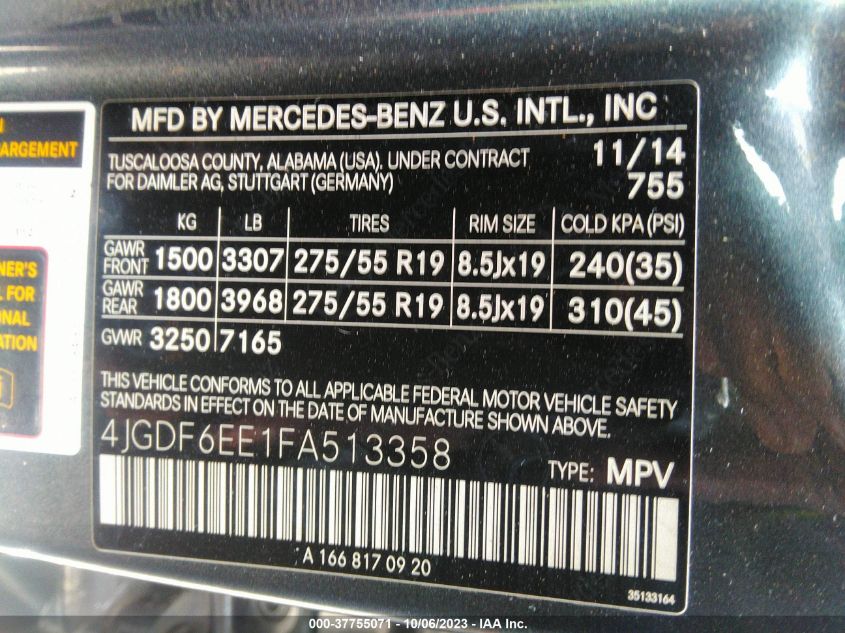 MFD BY MERCEDES-BENZ U.S. INTL., INC
TUSCALOOSA COUNTY, ALABAMA (USA). UNDER CONTRACT
FOR DAIMLER AG, STUTTGART (GERMANY)
11/14
755
KG LB TIRES RIM SIZE COLD KPA (PSI)
GAWR FRONT 1500 3307 275/55 R19 8.5Jx19 240(35)
GAWR REAR 1800 3968 275/55 R19 8.5Jx19 310(45)
GVWR 3250 7165
THIS VEHICLE CONFORMS TO ALL APPLICABLE FEDERAL MOTOR VEHICLE SAFETY
STANDARDS IN EFFECT ON THE DATE OF MANUFACTURE SHOWN ABOVE.
4JGDF6EE1FA513358
TYPE: MPV
A 166 817 09 20
35133164
000-37755071 - 10/06/2023 - IAA Inc.